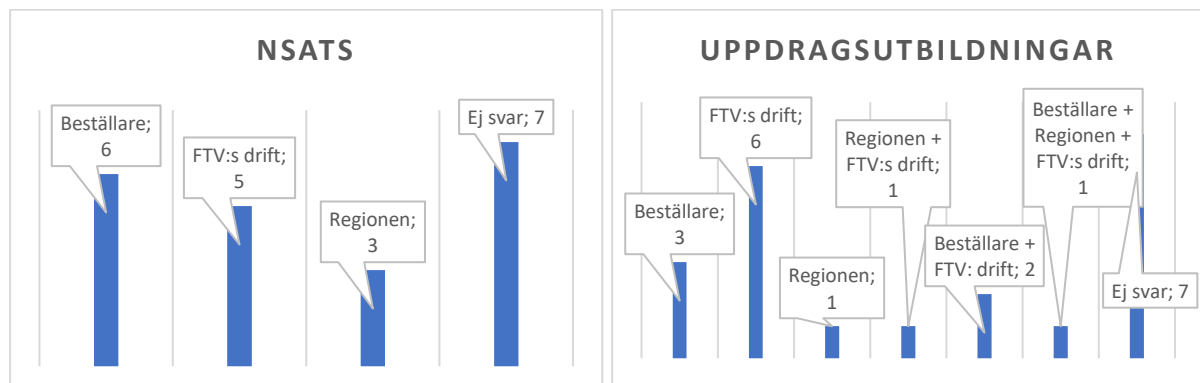 NSATS
Beställare;
6
FTV:s drift;
5
Regionen;
3
Ej svar; 7
UPPDRAGSUTBILDNINGAR
Beställare;
3
FTV:s drift;
6
Regionen;
1
Regionen +
FTV:s drift;
1
Beställare +
FTV: drift; 2
Beställare +
Regionen +
FTV:s drift;
1
Ej svar; 7